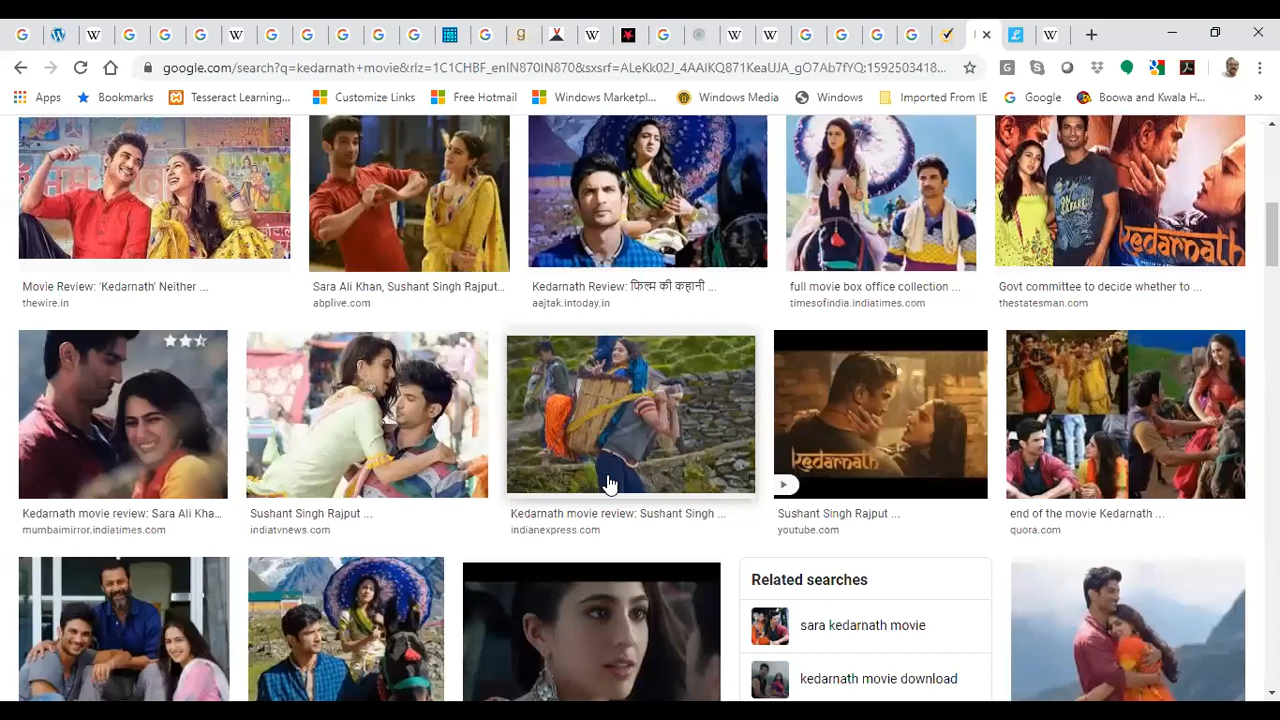 google.com/search?q=kedarnath+movie&rlz=1C1CHBF_enIN870IN870&sxsrf=ALeKk02J_4AAIKQ871KeaUJA_gO7Ab7fYQ:1592503418...
Apps Bookmarks Tesseract Learning... Customize Links Free Hotmail Windows Marketpl... Windows Media Windows Imported From IE Google Boowa and Kwala H... »
kedarnath
Movie Review: 'Kedarnath' Neither ...
thewire.in
Sara Ali Khan, Sushant Singh Rajput...
abplive.com
Kedarnath Review: फिल्म की कहानी ...
aajtak.intoday.in
full movie box office collection ...
timesofindia.indiatimes.com
Govt committee to decide whether to ...
thestatesman.com
kedarnath
Kedarnath movie review: Sara Ali Kha...
mumbaimirror.indiatimes.com
Sushant Singh Rajput ...
indiatvnews.com
Kedarnath movie review: Sushant Singh ...
indianexpress.com
Sushant Singh Rajput ...
youtube.com
end of the movie Kedarnath ...
quora.com
Related searches
sara kedarnath movie
kedarnath movie download